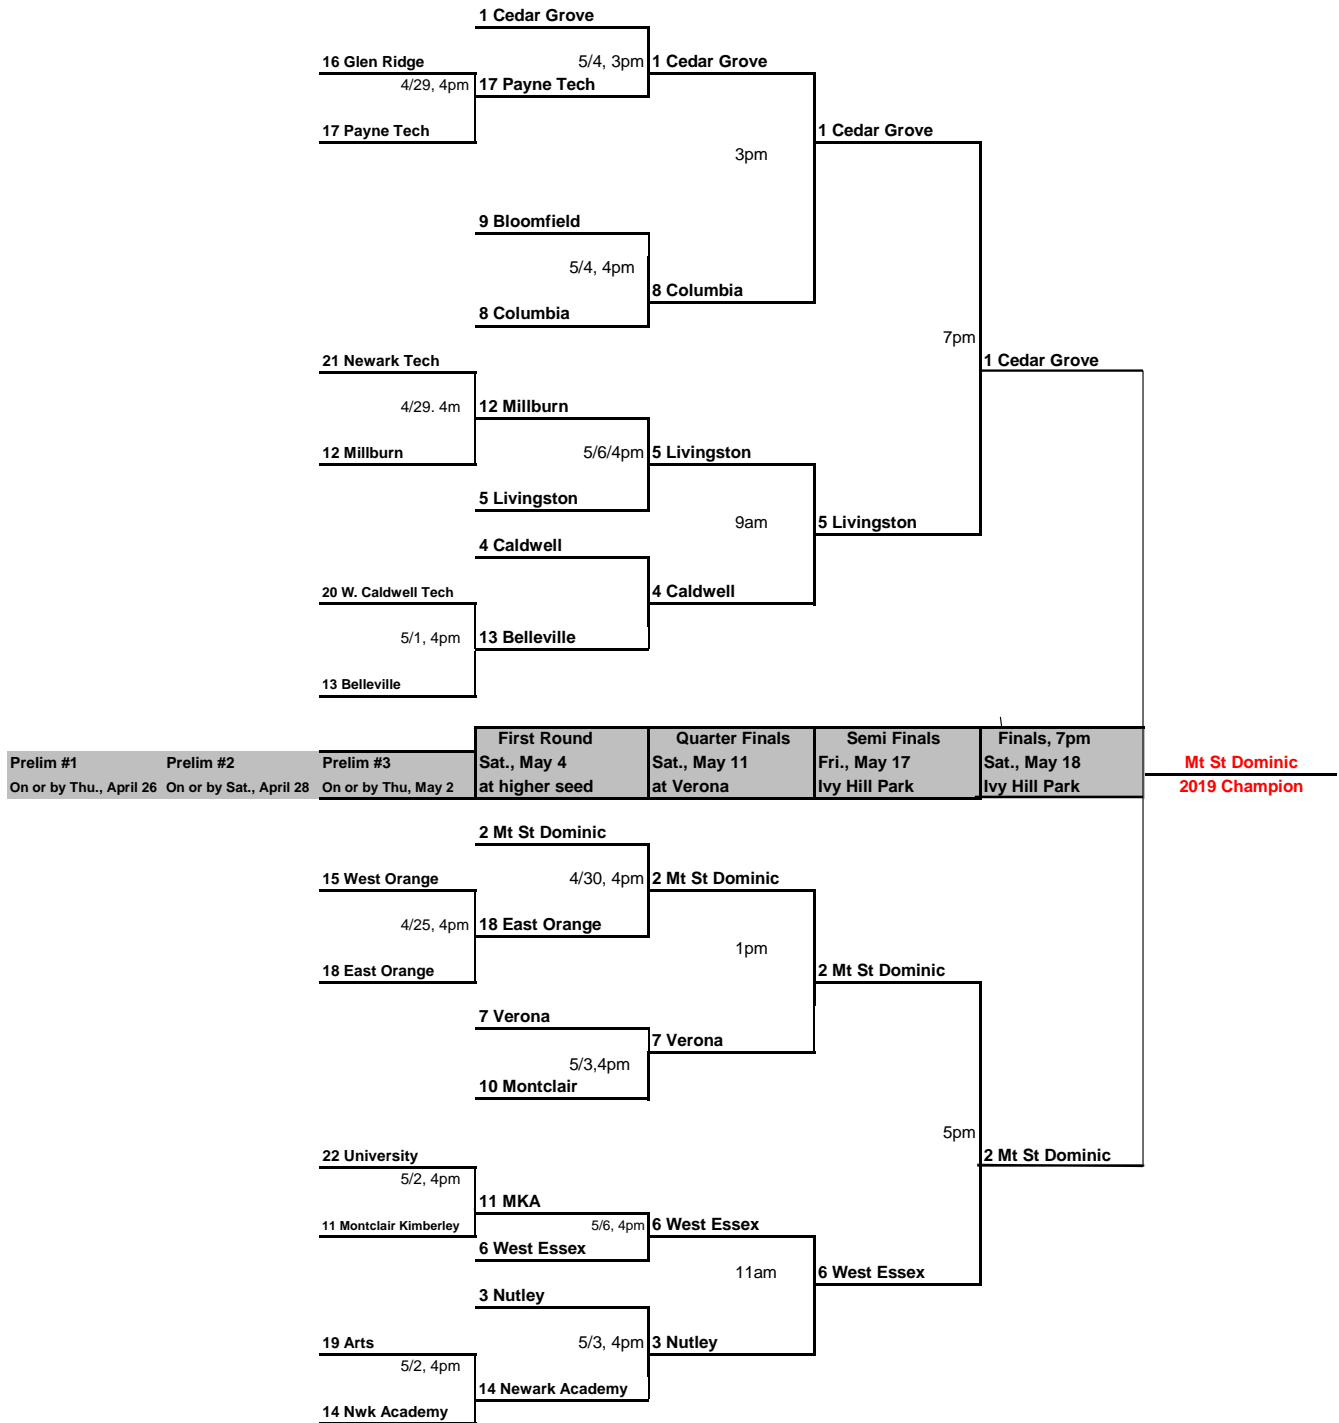 1 Cedar Grove
16 Glen Ridge
5/4, 3pm 1 Cedar Grove
4/29, 4pm 17 Payne Tech
17 Payne Tech
1 Cedar Grove
3pm
9 Bloomfield
5/4, 4pm
8 Columbia
8 Columbia
7pm
21 Newark Tech
1 Cedar Grove
4/29. 4m 12 Millburn
12 Millburn
5/6/4pm 5 Livingston
5 Livingston
9am 5 Livingston
4 Caldwell
20 W. Caldwell Tech
4 Caldwell
5/1, 4pm 13 Belleville
13 Belleville
First Round Quarter Finals Semi Finals Finals, 7pm
Prelim #1 Prelim #2 Prelim #3 Sat., May 4 Sat., May 11 Fri., May 17 Sat., May 18 Mt St Dominic
On or by Thu., April 26 On or by Sat., April 28 On or by Thu, May 2 at higher seed at Verona Ivy Hill Park Ivy Hill Park 2019 Champion
2 Mt St Dominic
15 West Orange 4/30, 4pm 2 Mt St Dominic
4/25, 4pm 18 East Orange
1pm
18 East Orange 2 Mt St Dominic
7 Verona
7 Verona
5/3,4pm
10 Montclair
5pm
22 University 2 Mt St Dominic
5/2, 4pm
11 MKA
11 Montclair Kimberley 5/6, 4pm 6 West Essex
6 West Essex
11am 6 West Essex
3 Nutley
19 Arts 5/3, 4pm 3 Nutley
5/2, 4pm
14 Newark Academy
14 Nwk Academy